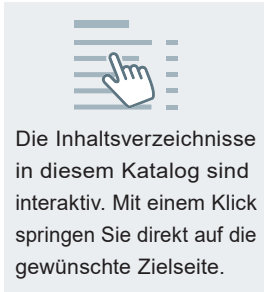 Die Inhaltsverzeichnisse
in diesem Katalog sind
interaktiv. Mit einem Klick
springen Sie direkt auf die
gewünschte Zielseite.